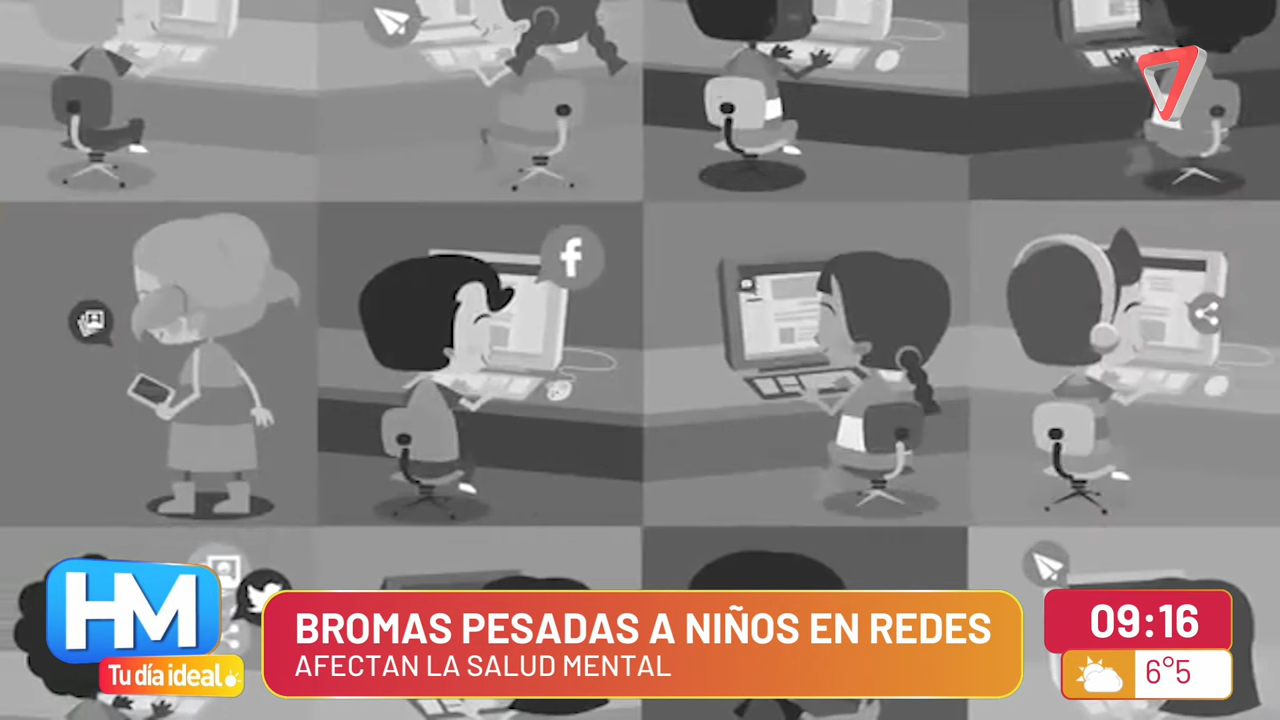 f
HM
Tu día ideal
BROMAS PESADAS A NIÑOS EN REDES
AFECTAN LA SALUD MENTAL
09:16
6°5